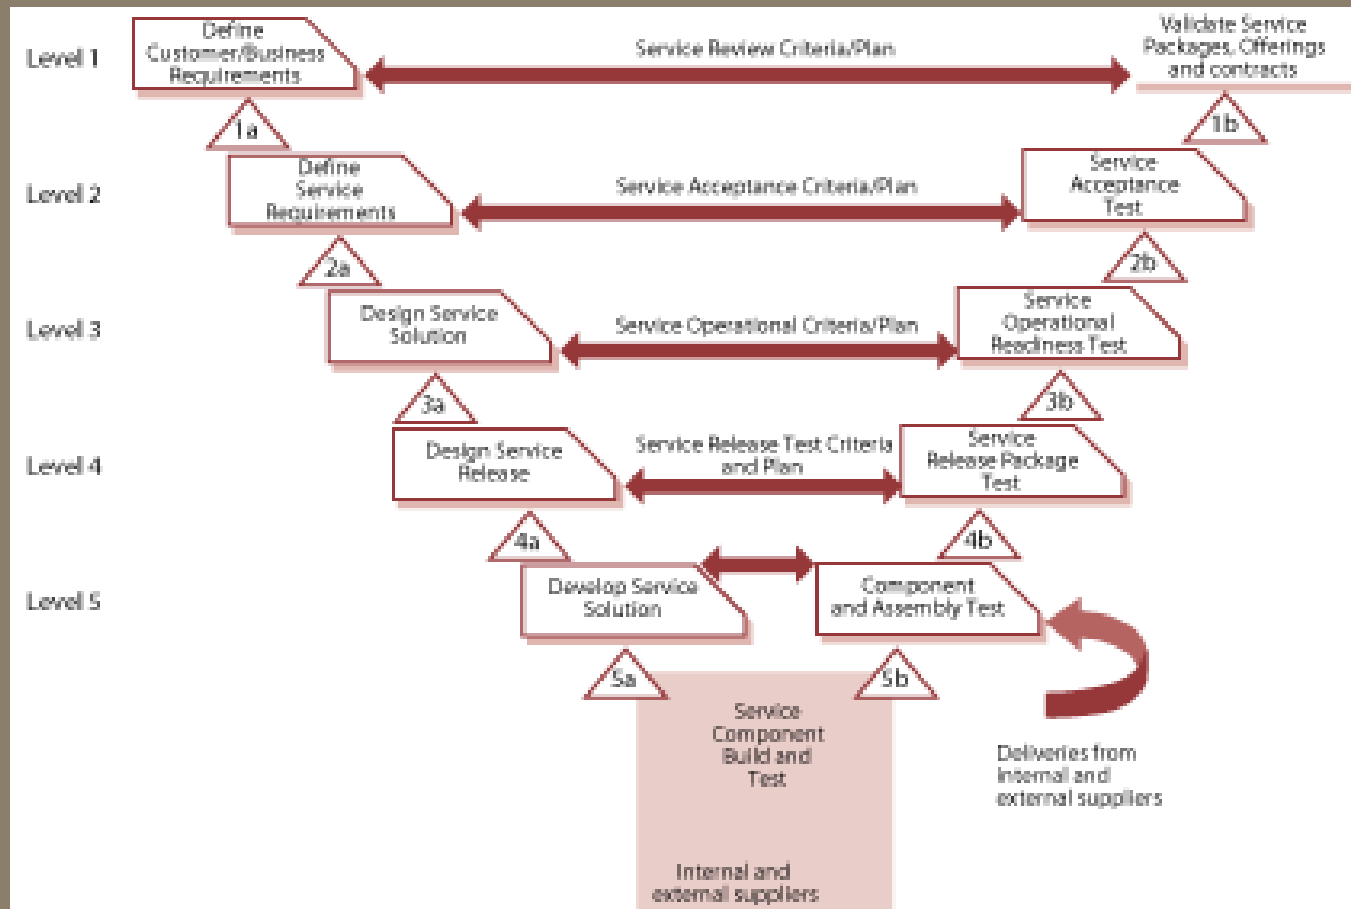 Level 1
Define
Customer/Business
Requirements
Service Review Criteria/Plan
Validate Service
Packages, Offerings
and contracts
1a
1b
Level 2
Define
Service
Requirements
Service Acceptance Criteria/Plan
Service
Acceptance
Test
2a
2b
Level 3
Design Service
Solution
Service Operational Criteria/Plan
Service
Operational
Readiness Test
3a
3b
Level 4
Design Service
Release
Service Release Test Criteria
and Plan
Service
Release Package
Test
4a
4b
Level 5
Develop Service
Solution
Component
and Assembly Test
5a
5b
Service
Component
Build and
Test
Deliveries from
internal and
external suppliers
Internal and
external suppliers